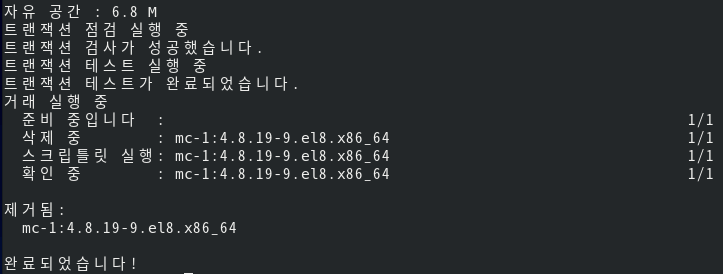 자유 공간 : 6.8 M
트랜잭션 점검 실행 중
트랜잭션 검사가 성공했습니다.
트랜잭션 테스트 실행 중
트랜잭션 테스트가 완료되었습니다.
거래 실행 중
준비 중입니다 : 1/1
삭제 중 : mc-1:4.8.19-9.el8.x86_64 1/1
스크립틀릿 실행: mc-1:4.8.19-9.el8.x86_64 1/1
확인 중 : mc-1:4.8.19-9.el8.x86_64 1/1
제거됨:
mc-1:4.8.19-9.el8.x86_64
완료되었습니다!